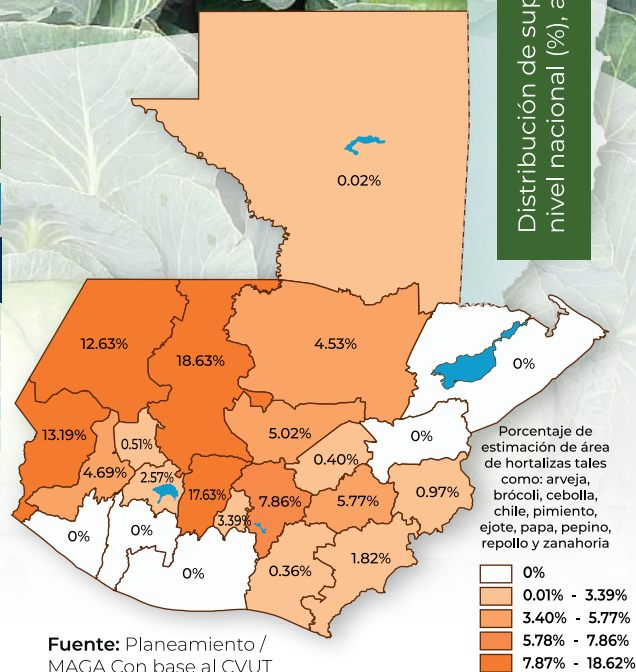 Distribución de sup
nivel nacional (%), a
0.02%
12.63%
18.63%
4.53%
0%
13.19%
0.51%
5.02%
0%
4.69%
2.57%
0.40%
17.63%
3.39%
7.86%
5.77%
0.97%
0%
0%
0%
0.36%
1.82%
Porcentaje de
estimación de área
de hortalizas tales
como: arveja,
brócoli, cebolla,
chile, pimiento,
ejote, papa, pepino,
repollo y zanahoria
0%
0.01% - 3.39%
3.40% - 5.77%
5.78% - 7.86%
7.87% - 18.62%
Fuente: Planeamiento /
MAGA Con base al CVUT